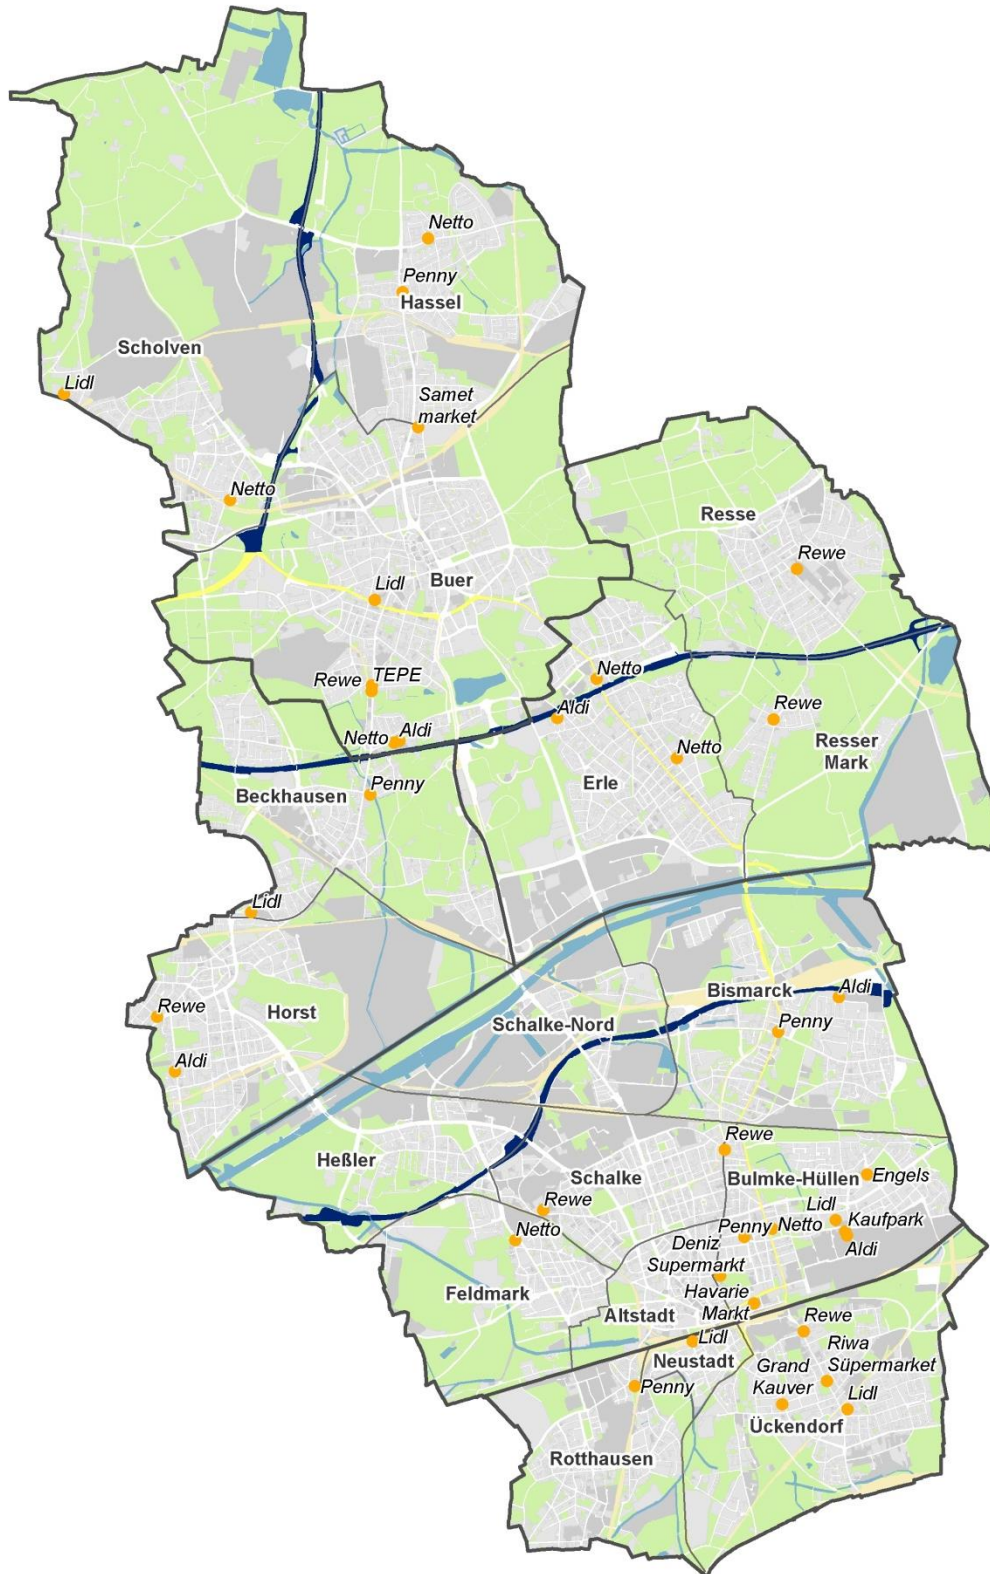 Netto
Penny
Hassel
Scholven
Lidl
Samet
market
Netto
Resse
Rewe
Lidl
Buer
Rewe
TEPE
Netto
Aldi
Netto
Aldi
Rewe
Resser
Mark
Netto
Erle
Beckhausen
Penny
Lidl
Rewe
Horst
Aldi
Schalke-Nord
Bismarck
Aldi
Penny
Rewe
Heßler
Schalke
Bulmke-Hüllen
Engels
Rewe
Netto
Lidl
Penny
Netto
Kaufpark
Aldi
Deniz
Supermarkt
Feldmark
Havarie
Markt
Altstadt
Rewe
Lidl
Neustadt
Riwa
Süpermarket
Grand
Kauver
Penny
Lidl
Ückendorf
Rotthausen